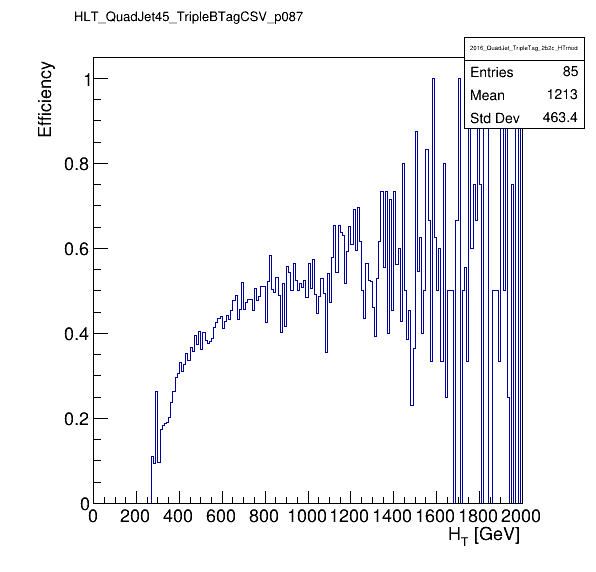 HLT_QuadJet45_TripleBTagCSV_p087
2016_QuadJet_TripleTag_2b2c_HTmod
Entries 85
Mean 1213
Std Dev 463.4
Efficiency
1
0.8
0.6
0.4
0.2
0
0 200 400 600 800 1000 1200 1400 1600 1800 2000
H_T [GeV]